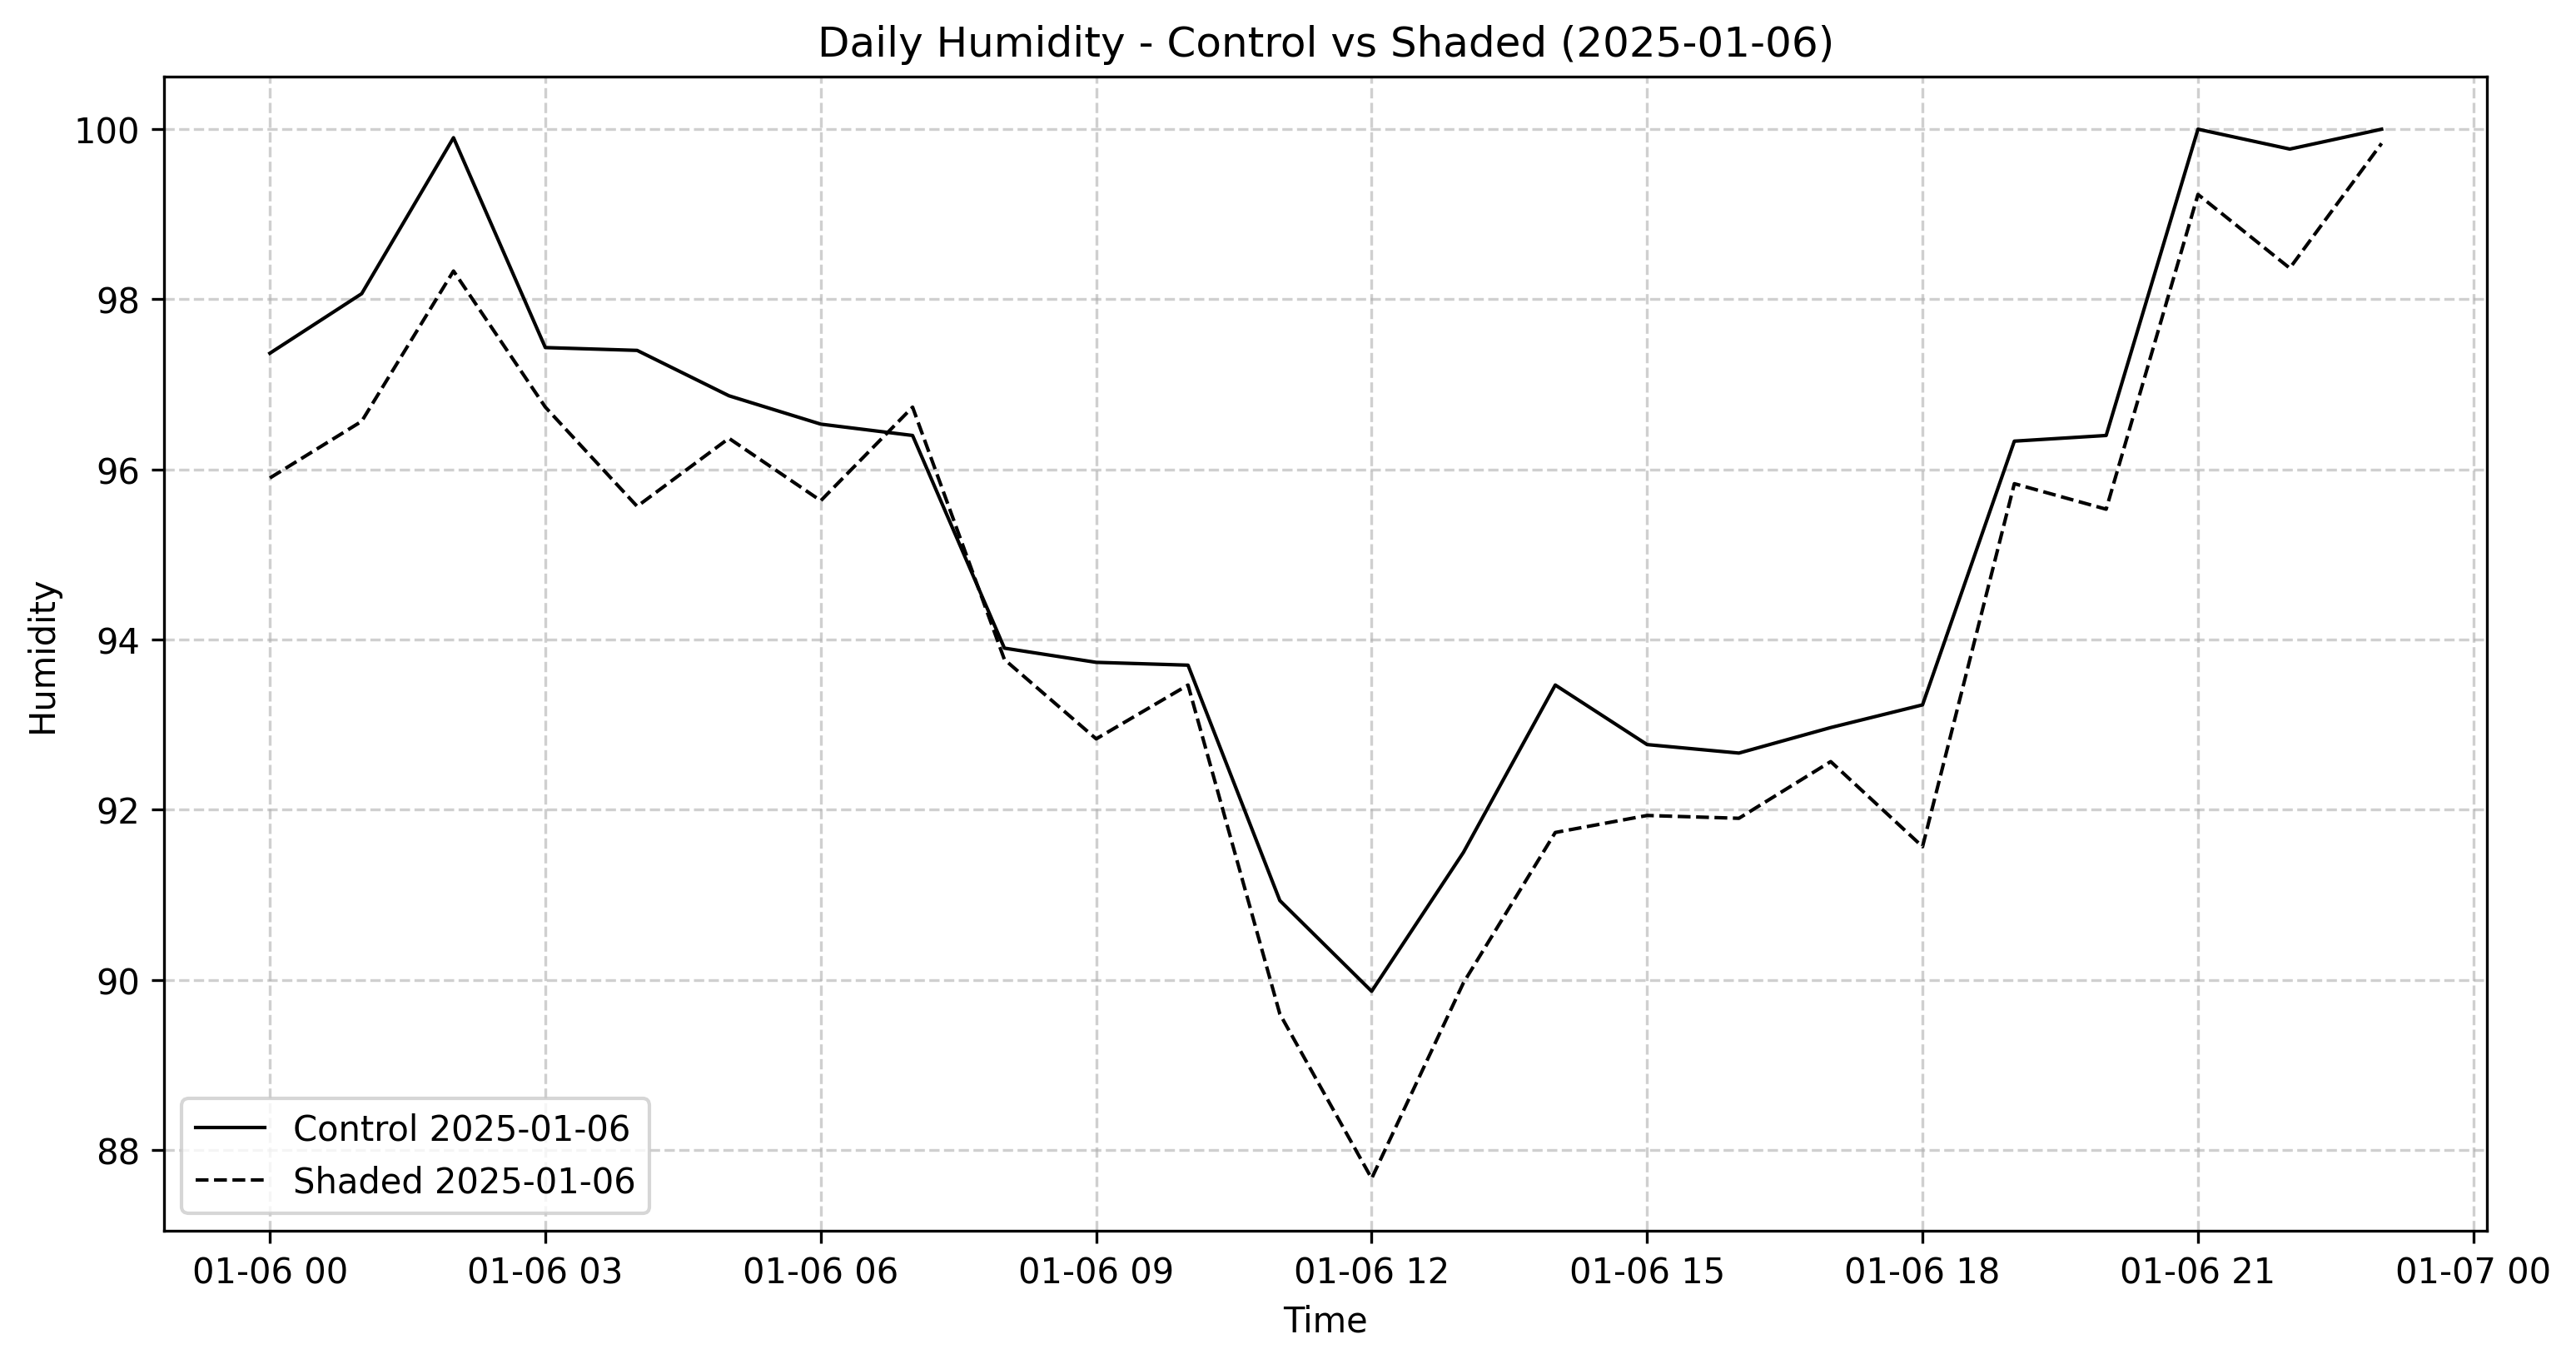 Daily Humidity - Control vs Shaded (2025-01-06)
100
98
96
94
92
90
88
Humidity
Control 2025-01-06
Shaded 2025-01-06
01-06 00 01-06 03 01-06 06 01-06 09 01-06 12 01-06 15 01-06 18 01-06 21 01-07 00
Time